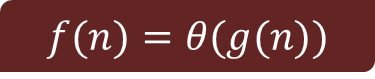 f(n) = θ(g(n))